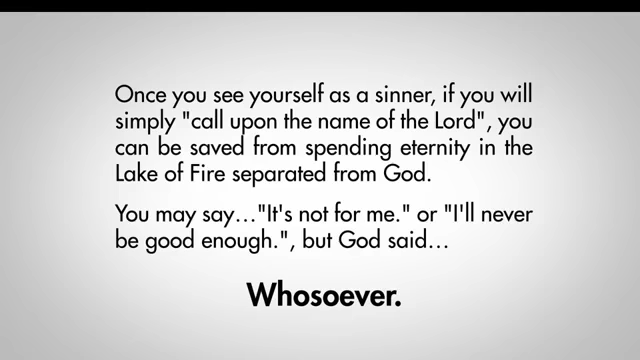 Once you see yourself as a sinner, if you will
simply "call upon the name of the Lord", you
can be saved from spending eternity in the
Lake of Fire separated from God.
You may say…"It's not for me." or "I'll never
be good enough.", but God said…
Whosoever.